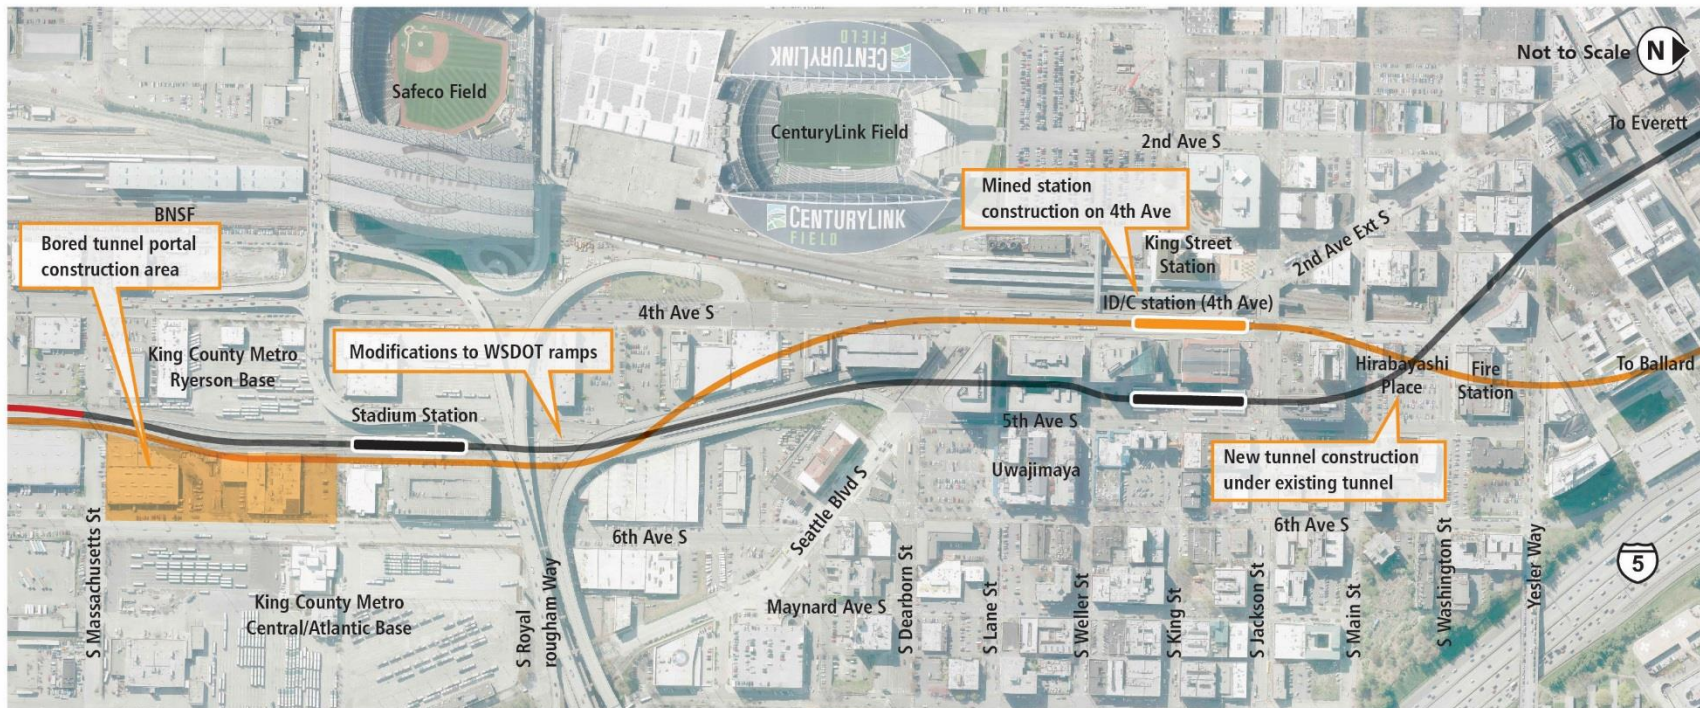 Not to Scale N
Safeco Field
CENTURYLINK
FIELD
CenturyLink Field
To Everett
2nd Ave S
Mined station
construction on 4th Ave
BNSF
CENTURYLINK
FIELD
Bored tunnel portal
construction area
King Street
Station
2nd Ave Ext S
4th Ave S
ID/C station (4th Ave)
King County Metro
Ryerson Base
Modifications to WSDOT ramps
Hirabayashi
Place
Fire
Station
To Ballard
Stadium Station
5th Ave S
Uwajimaya
New tunnel construction
under existing tunnel
6th Ave S
6th Ave S
Seattle Blvd S
S Massachusetts St
King County Metro
Central/Atlantic Base
S Royal
rougham Way
Maynard Ave S
S Dearborn St
S Lane St
S Weller St
S King St
S Jackson St
S Main St
S Washington St
Yesler Way
5